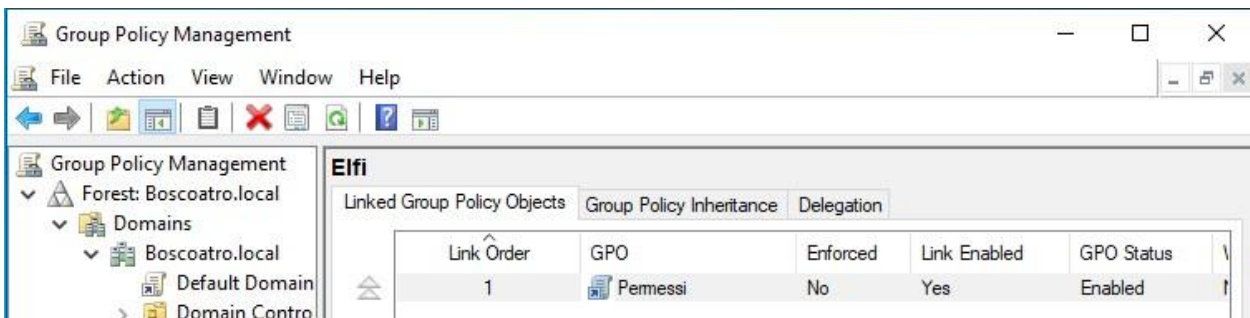 Group Policy Management
File Action View Window Help
Group Policy Management
Forest: Boscoatro.local
Domains
Boscoatro.local
Default Domain
Domain Contro
Elfi
Linked Group Policy Objects Group Policy Inheritance Delegation
Link Order GPO Enforced Link Enabled GPO Status
1 Permessi No Yes Enabled